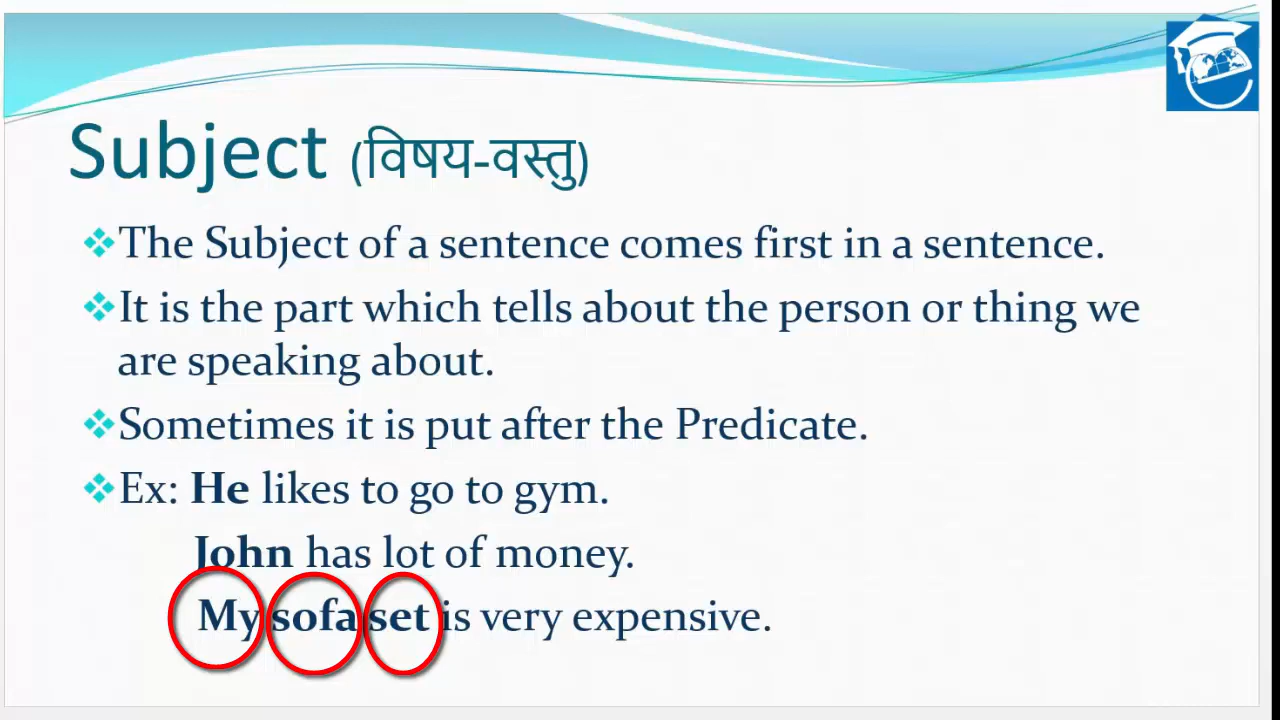 Subject (विषय-वस्तु)
The Subject of a sentence comes first in a sentence.
It is the part which tells about the person or thing we
are speaking about.
Sometimes it is put after the Predicate.
Ex: He likes to go to gym.
John has lot of money.
My sofa set is very expensive.